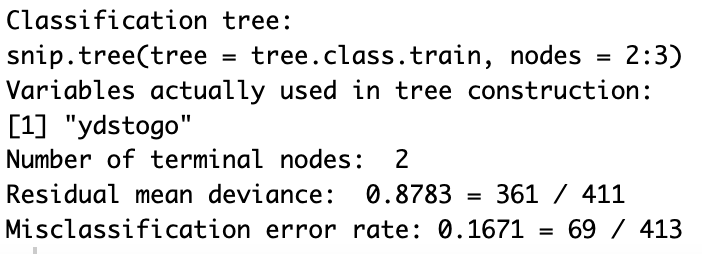 Classification tree:
snip.tree(tree = tree.class.train, nodes = 2:3)
Variables actually used in tree construction:
[1] "ydstogo"
Number of terminal nodes:  2
Residual mean deviance:  0.8783 = 361 / 411
Misclassification error rate: 0.1671 = 69 / 413